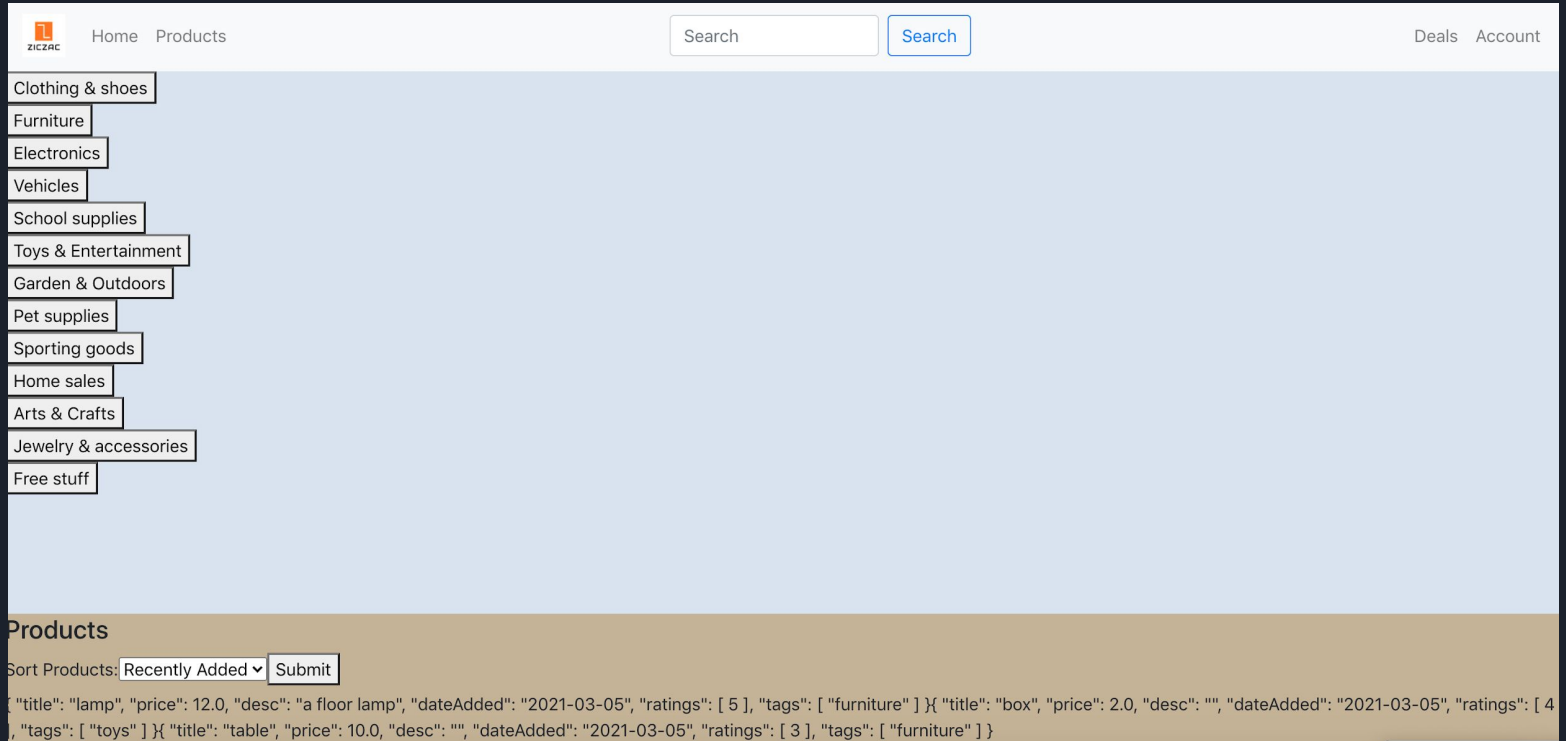 ZICZAC
Home Products Search Search Deals Account
Clothing & shoes
Furniture
Electronics
Vehicles
School supplies
Toys & Entertainment
Garden & Outdoors
Pet supplies
Sporting goods
Home sales
Arts & Crafts
Jewelry & accessories
Free stuff
Products
Sort Products: Recently Added Submit
{ "title": "lamp", "price": 12.0, "desc": "a floor lamp", "dateAdded": "2021-03-05", "ratings": [ 5 ], "tags": [ "furniture" ] }{ "title": "box", "price": 2.0, "desc": "", "dateAdded": "2021-03-05", "ratings": [ 4
], "tags": [ "toys" ] }{ "title": "table", "price": 10.0, "desc": "", "dateAdded": "2021-03-05", "ratings": [ 3 ], "tags": [ "furniture" ] }